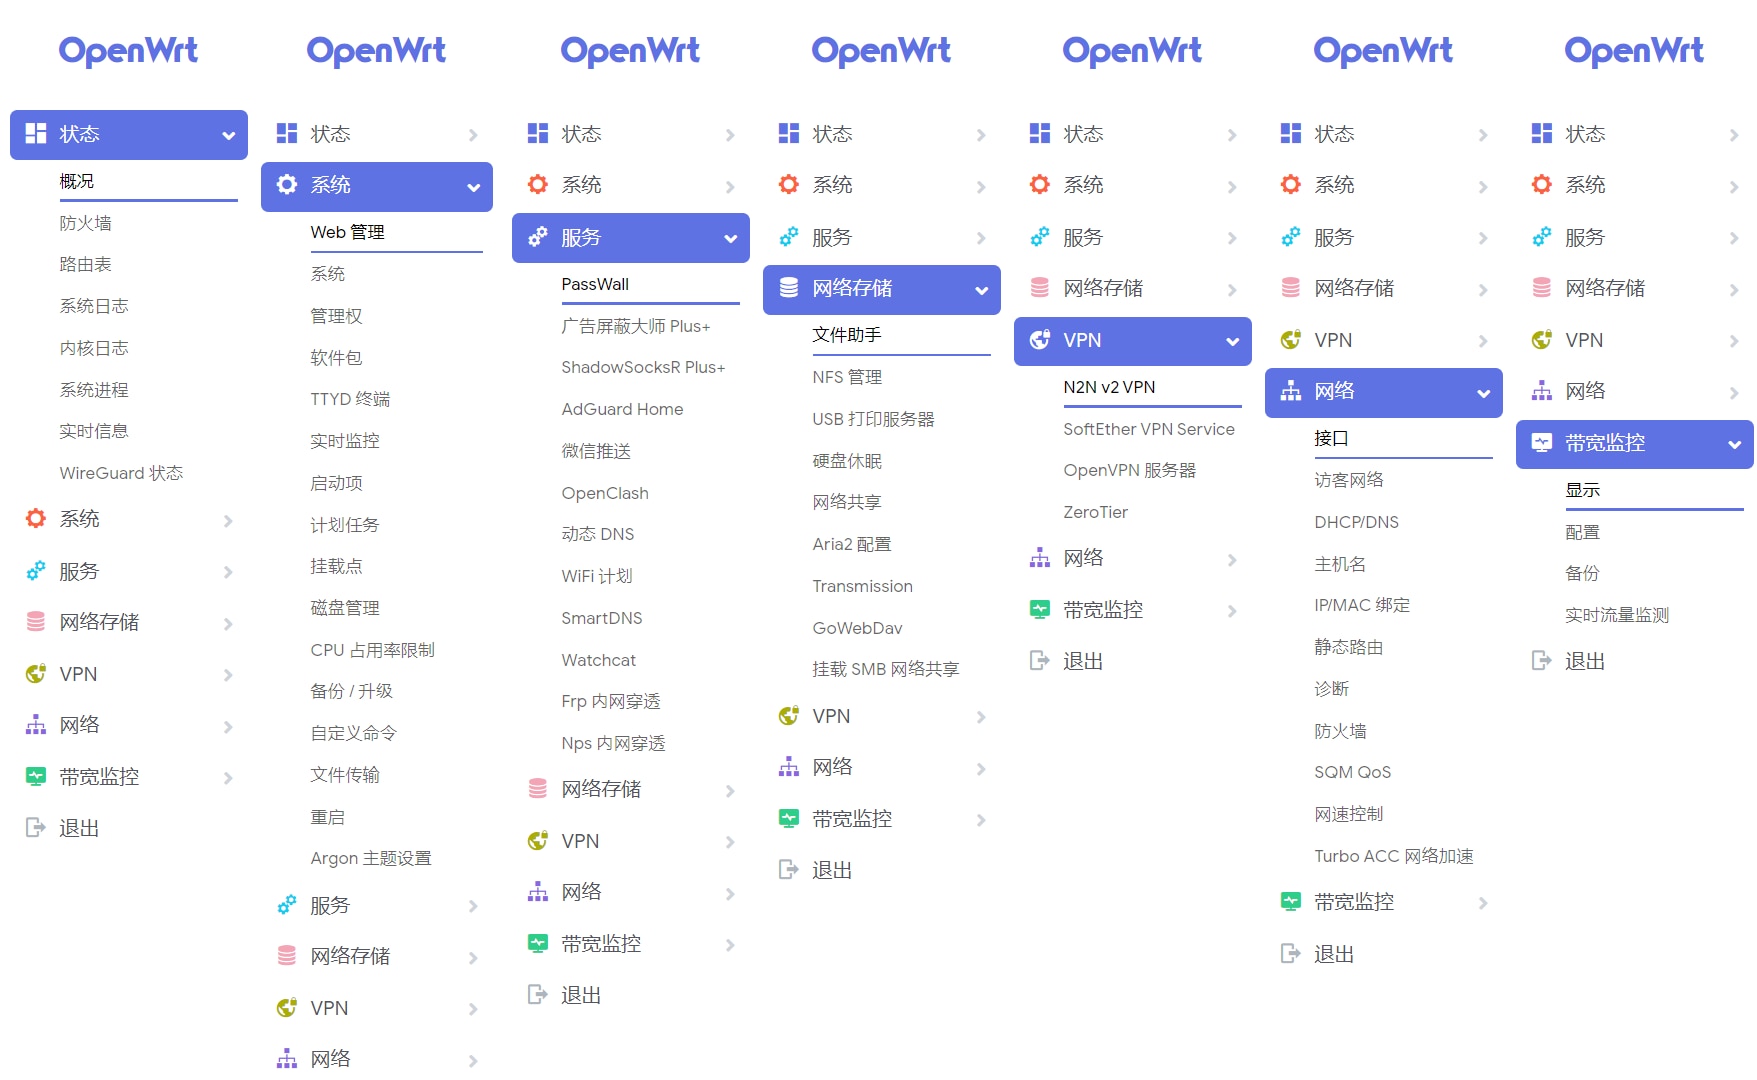 OpenWrt
状态
概况
防火墙
路由表
系统日志
内核日志
系统进程
实时信息
WireGuard 状态
系统
服务
网络存储
VPN
网络
带宽监控
退出
OpenWrt
状态
系统
Web 管理
系统
管理权
软件包
TTYD 终端
实时监控
启动项
计划任务
挂载点
磁盘管理
CPU 占用率限制
备份 / 升级
自定义命令
文件传输
重启
Argon 主题设置
服务
网络存储
VPN
网络
OpenWrt
状态
系统
服务
PassWall
广告屏蔽大师 Plus+
ShadowSocksR Plus+
AdGuard Home
微信推送
OpenClash
动态 DNS
WiFi 计划
SmartDNS
Watchcat
Frp 内网穿透
Nps 内网穿透
网络存储
VPN
网络
带宽监控
退出
OpenWrt
状态
系统
服务
网络存储
文件助手
NFS 管理
USB 打印服务器
硬盘休眠
网络共享
Aria2 配置
Transmission
GoWebDav
挂载 SMB 网络共享
VPN
网络
带宽监控
退出
OpenWrt
状态
系统
服务
网络存储
VPN
N2N v2 VPN
SoftEther VPN Service
OpenVPN 服务器
ZeroTier
网络
带宽监控
退出
OpenWrt
状态
系统
服务
网络存储
VPN
网络
接口
访客网络
DHCP/DNS
主机名
IP/MAC 绑定
静态路由
诊断
防火墙
SQM QoS
网速控制
Turbo ACC 网络加速
带宽监控
退出
OpenWrt
状态
系统
服务
网络存储
VPN
网络
带宽监控
显示
配置
备份
实时流量监测
退出